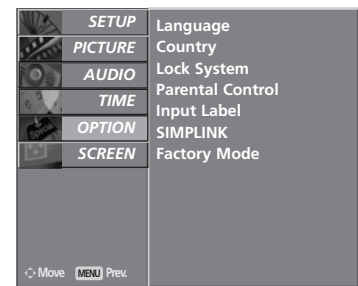 SETUP
PICTURE
AUDIO
TIME
OPTION
SCREEN
Language
Country
Lock System
Parental Control
Input Label
SIMPLINK
Factory Mode
Move MENU Prev.